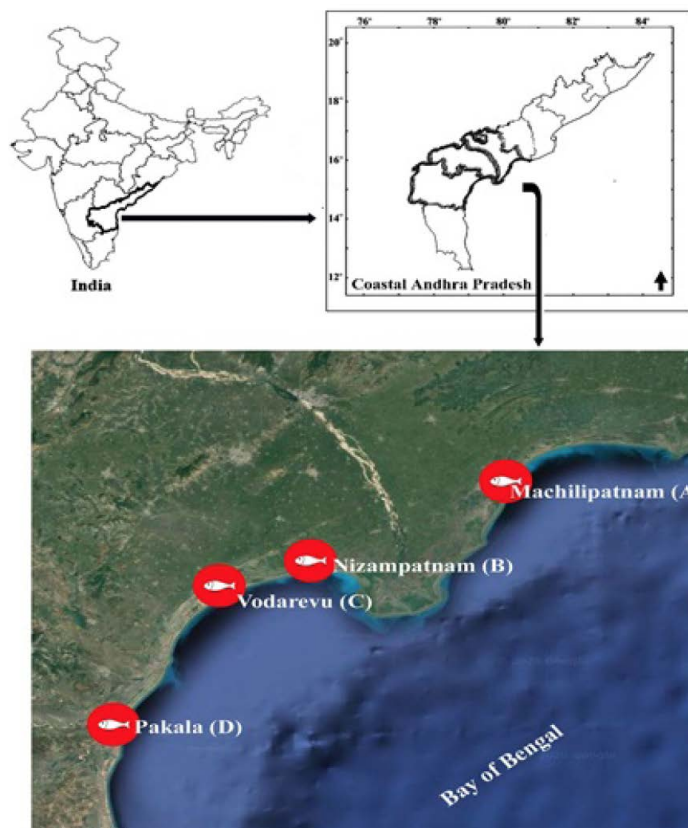 India
76° 78 80 82 84
20°
18°
16°
14°
12°
Coastal Andhra Pradesh
Machilipatnam (A
Nizampatnam (B)
Vodarevu (C)
Pakala (D)
Bay of Bengal